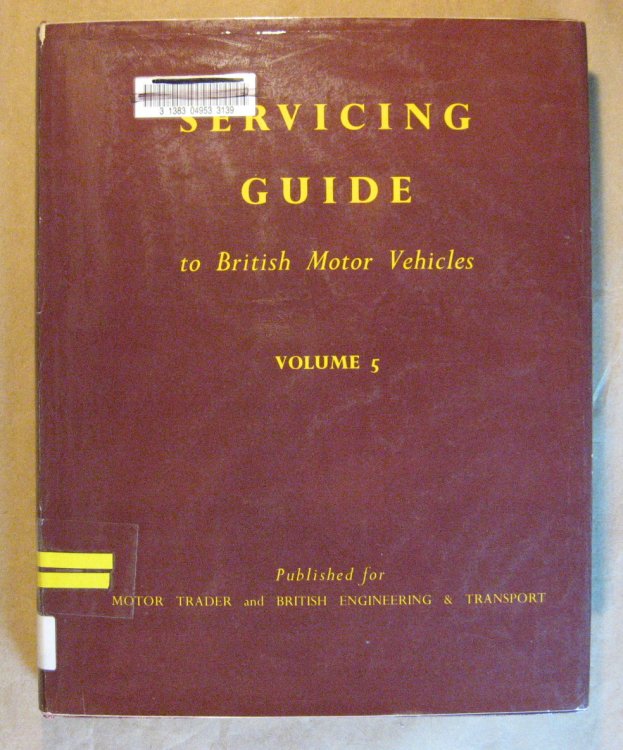 3 1383 04953 3139
SERVICING
GUIDE
to British Motor Vehicles
VOLUME 5
Published for
MOTOR TRADER and BRITISH ENGINEERING & TRANSPORT